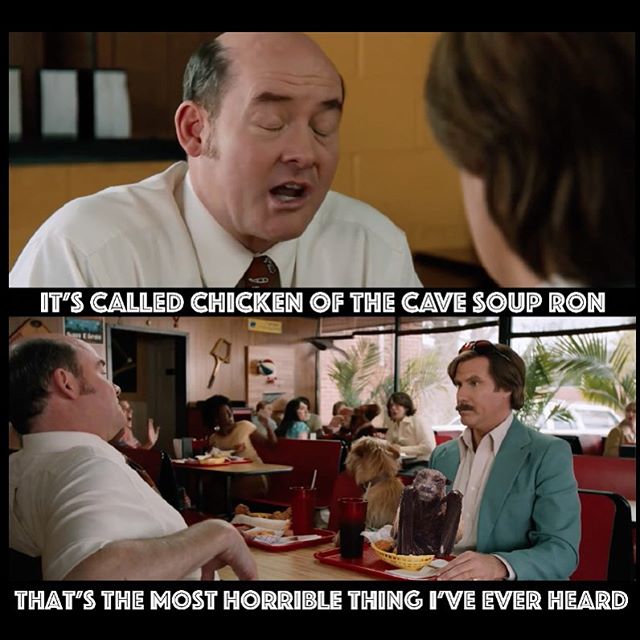 IT'S CALLED CHICKEN OF THE CAVE SOUP RON
THAT'S THE MOST HORRIBLE THING I'VE EVER HEARD